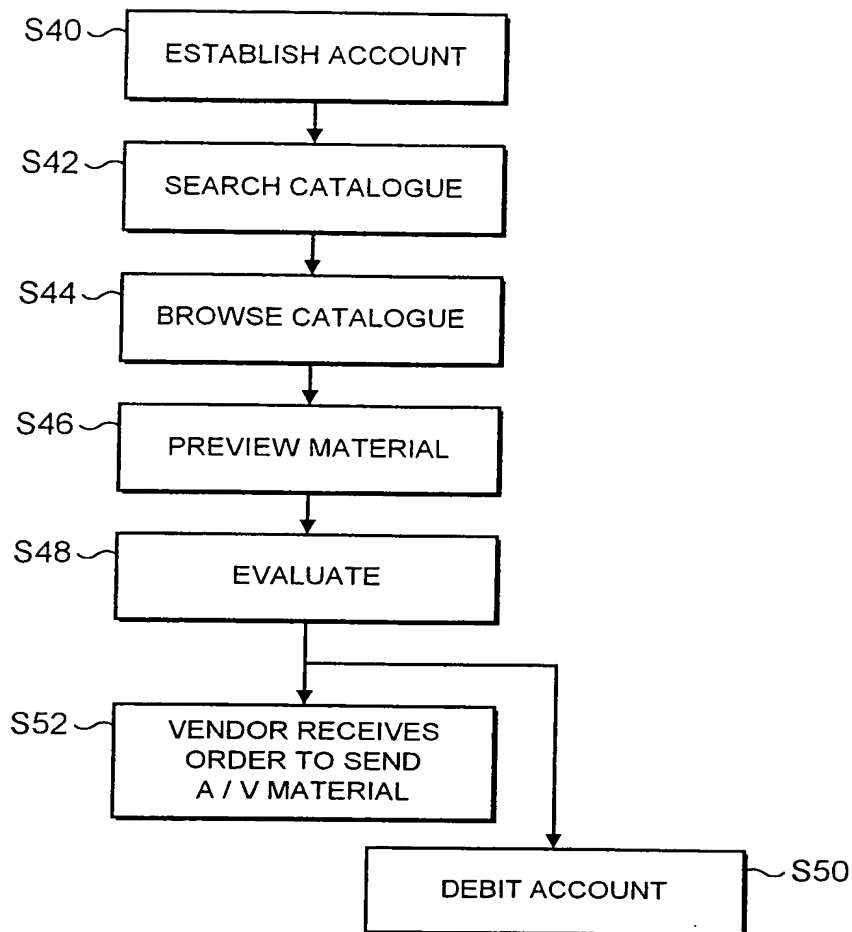 S40
ESTABLISH ACCOUNT
S42
SEARCH CATALOGUE
S44
BROWSE CATALOGUE
S46
PREVIEW MATERIAL
S48
EVALUATE
S52
VENDOR RECEIVES
ORDER TO SEND
A / V MATERIAL
S50
DEBIT ACCOUNT